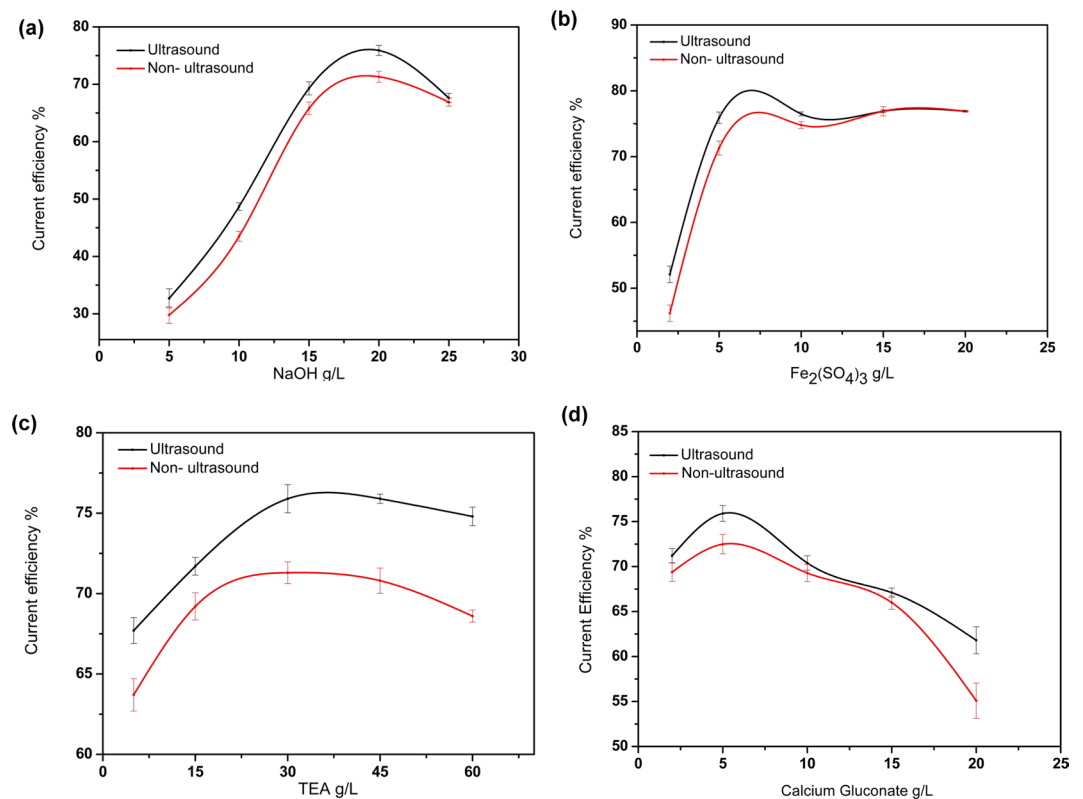 (a)
Ultrasound
Non- ultrasound
80
70
60
50
40
30
0
5
10
15
20
25
30
Current efficiency %
NaOH g/L
(b)
Ultrasound
Non- ultrasound
90
80
70
60
50
0
5
10
15
20
25
Current efficiency %
Fe2(SO4)3 g/L
(c)
Ultrasound
Non- ultrasound
80
75
70
65
60
0
15
30
45
60
Current efficiency %
TEA g/L
(d)
Ultrasound
Non-ultrasound
85
80
75
70
65
60
55
50
0
5
10
15
20
25
Current Efficiency %
Calcium Gluconate g/L